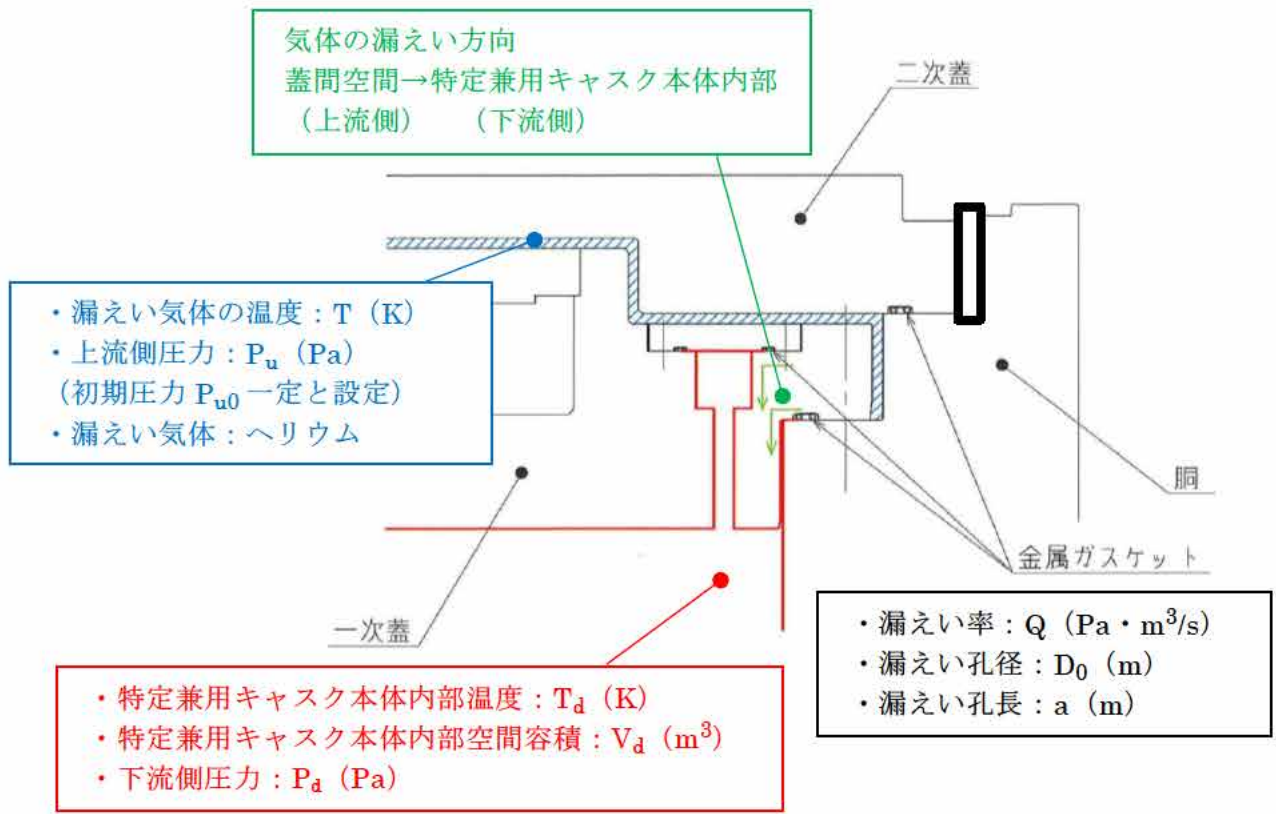 気体の漏えい方向
蓋間空間→特定兼用キャスク本体内部
（上流側）　（下流側）
二次蓋
・漏えい気体の温度：T（K）
・上流側圧力：Pu（Pa）
（初期圧力 Pu0 一定と設定）
・漏えい気体：ヘリウム
胴
金属ガスケット
一次蓋
・漏えい率：Q（Pa・m³/s）
・漏えい孔径：D0（m）
・漏えい孔長：a（m）
・特定兼用キャスク本体内部温度：Td（K）
・特定兼用キャスク本体内部空間容積：Vd（m³）
・下流側圧力：Pd（Pa）